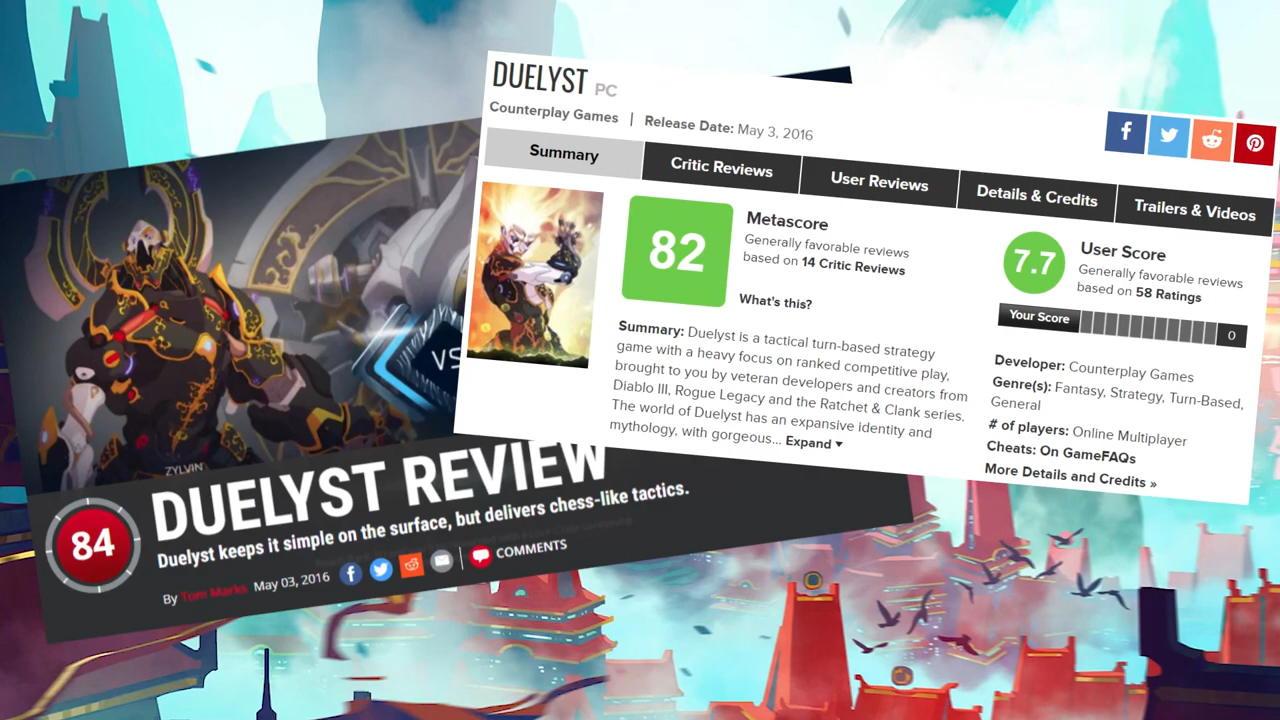 DUELYST PC
Counterplay Games | Release Date: May 3, 2016
Summary
Critic Reviews
User Reviews
Details & Credits
Trailers & Videos
82
Metascore
Generally favorable reviews
based on 14 Critic Reviews
What's this?
7.7
User Score
Generally favorable reviews
based on 58 Ratings
Your Score
0
Summary: Duelyst is a tactical turn-based strategy
game with a heavy focus on ranked competitive play,
brought to you by veteran developers and creators from
Diablo III, Rogue Legacy and the Ratchet & Clank series.
The world of Duelyst has an expansive identity and
mythology, with gorgeous... Expand
Developer: Counterplay Games
Genre(s): Fantasy, Strategy, Turn-Based,
General
# of players: Online Multiplayer
Cheats: On GameFAQs
More Details and Credits »
VS
ZYLVIN
84
DUELYST REVIEW
Duelyst keeps it simple on the surface, but delivers chess-like tactics.
By Tom Marks May 03, 2016
COMMENTS